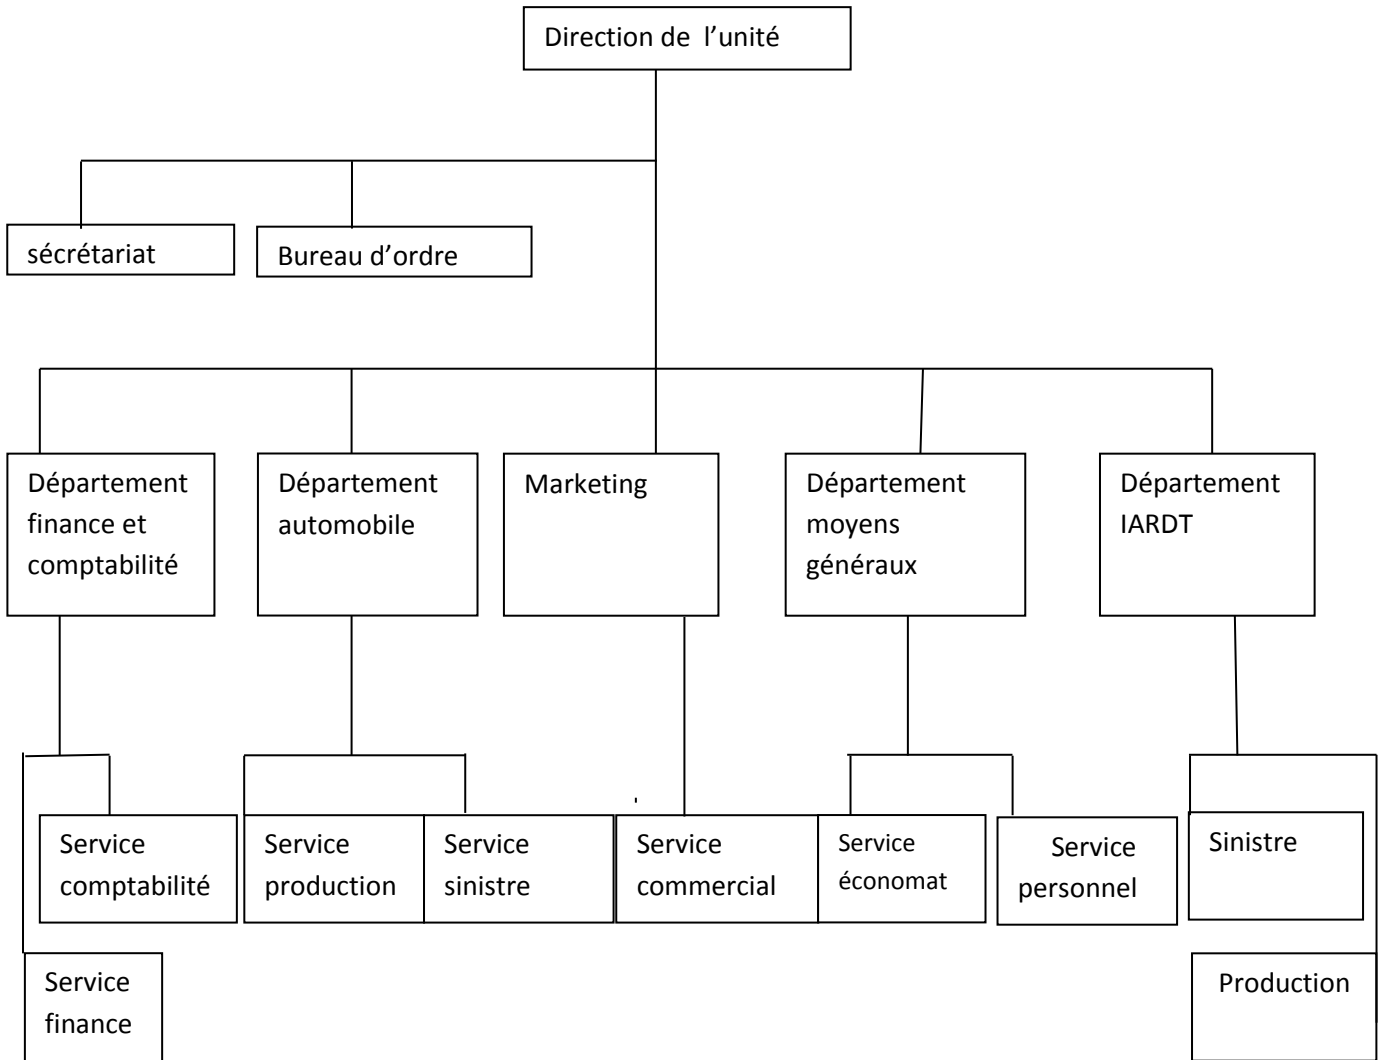 Direction de  l’unité
sécrétariat
Bureau d’ordre
Département
finance et
comptabilité
Département
automobile
Marketing
Département
moyens
généraux
Département
IARDT
Service
comptabilité
Service
production
Service
sinistre
Service
commercial
Service
économat
Service
personnel
Sinistre
Service
finance
Production